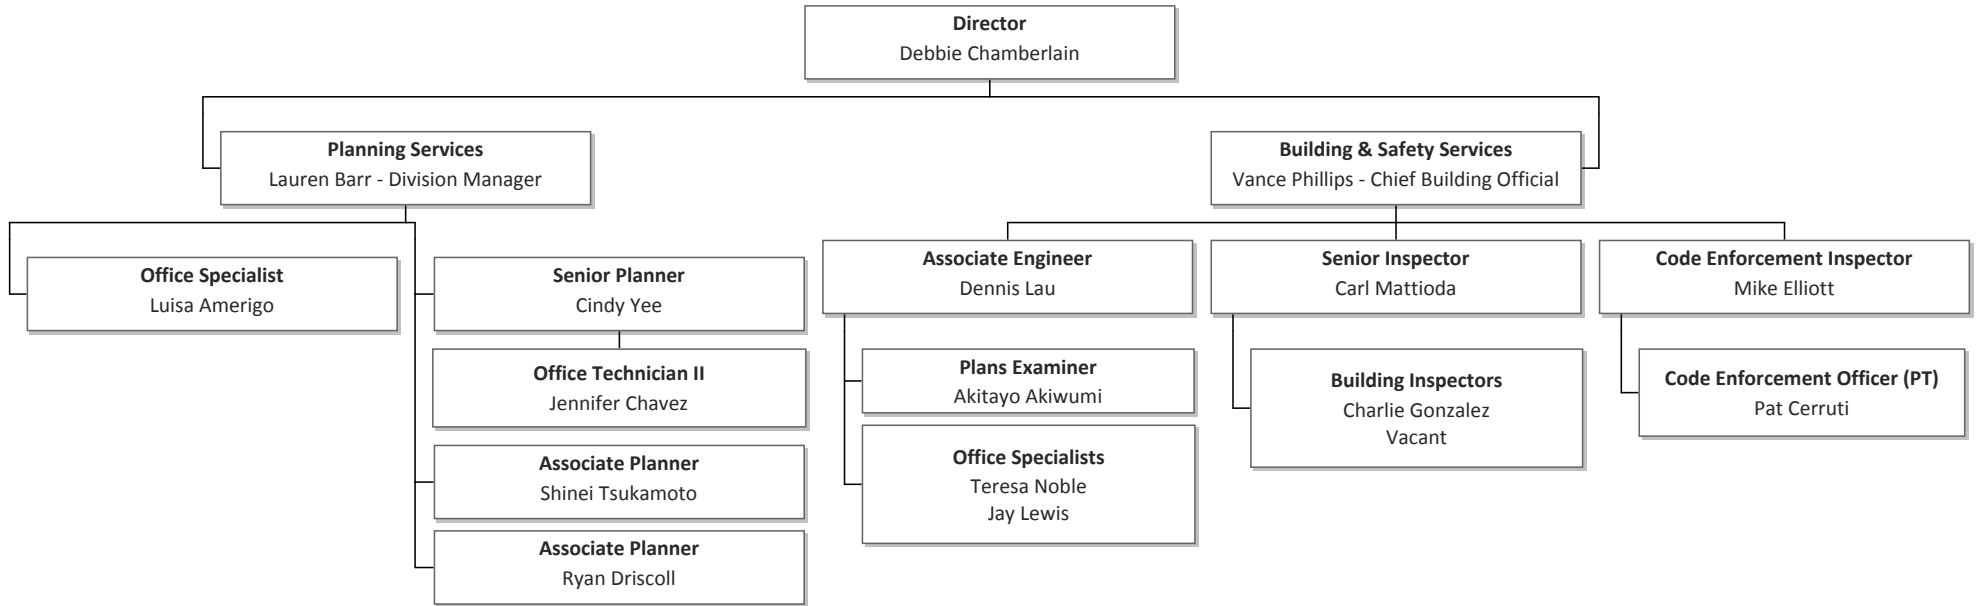 Director
Debbie Chamberlain
Planning Services
Lauren Barr - Division Manager
Building & Safety Services
Vance Phillips - Chief Building Official
Office Specialist
Luisa Amerigo
Senior Planner
Cindy Yee
Office Technician II
Jennifer Chavez
Associate Planner
Shinei Tsukamoto
Associate Planner
Ryan Driscoll
Associate Engineer
Dennis Lau
Plans Examiner
Akitayo Akiwumi
Office Specialists
Teresa Noble
Jay Lewis
Senior Inspector
Carl Mattioda
Building Inspectors
Charlie Gonzalez
Vacant
Code Enforcement Inspector
Mike Elliott
Code Enforcement Officer (PT)
Pat Cerruti